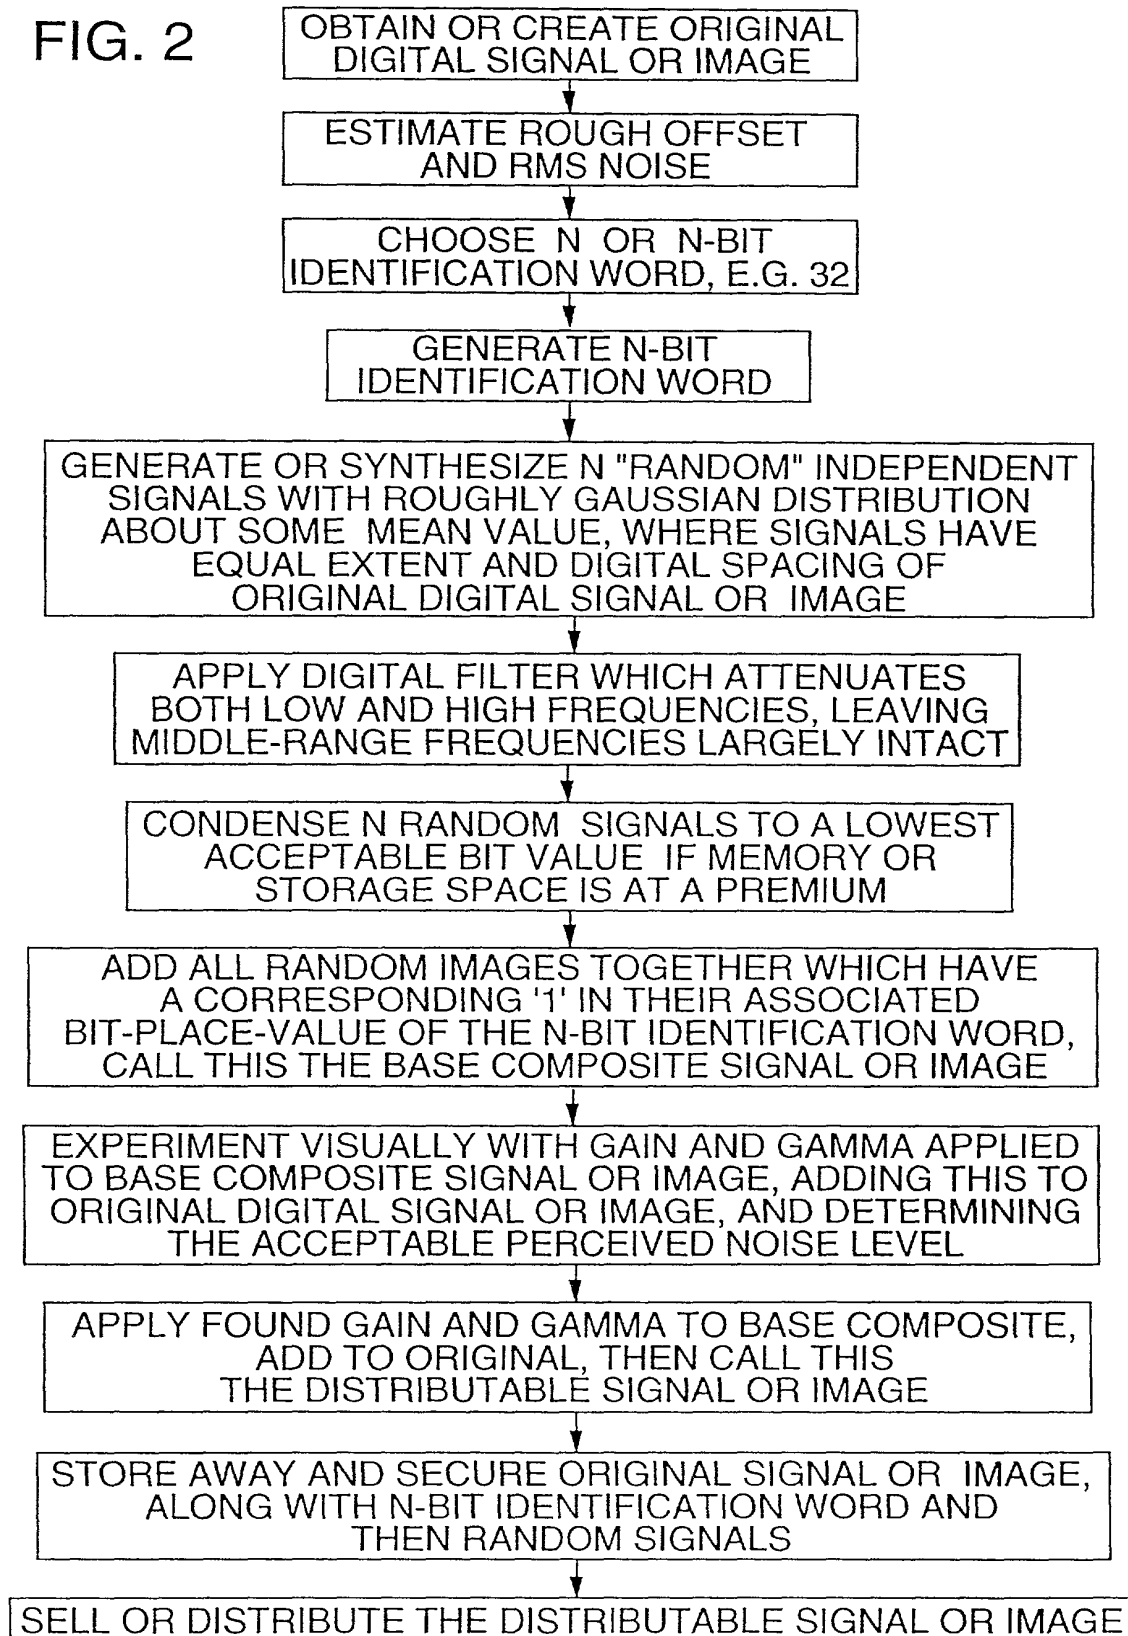 FIG. 2
OBTAIN OR CREATE ORIGINAL
DIGITAL SIGNAL OR IMAGE
ESTIMATE ROUGH OFFSET
AND RMS NOISE
CHOOSE N OR N-BIT
IDENTIFICATION WORD, E.G. 32
GENERATE N-BIT
IDENTIFICATION WORD
GENERATE OR SYNTHESIZE N "RANDOM" INDEPENDENT
SIGNALS WITH ROUGHLY GAUSSIAN DISTRIBUTION
ABOUT SOME MEAN VALUE, WHERE SIGNALS HAVE
EQUAL EXTENT AND DIGITAL SPACING OF
ORIGINAL DIGITAL SIGNAL OR IMAGE
APPLY DIGITAL FILTER WHICH ATTENUATES
BOTH LOW AND HIGH FREQUENCIES, LEAVING
MIDDLE-RANGE FREQUENCIES LARGELY INTACT
CONDENSE N RANDOM SIGNALS TO A LOWEST
ACCEPTABLE BIT VALUE IF MEMORY OR
STORAGE SPACE IS AT A PREMIUM
ADD ALL RANDOM IMAGES TOGETHER WHICH HAVE
A CORRESPONDING '1' IN THEIR ASSOCIATED
BIT-PLACE-VALUE OF THE N-BIT IDENTIFICATION WORD,
CALL THIS THE BASE COMPOSITE SIGNAL OR IMAGE
EXPERIMENT VISUALLY WITH GAIN AND GAMMA APPLIED
TO BASE COMPOSITE SIGNAL OR IMAGE, ADDING THIS TO
ORIGINAL DIGITAL SIGNAL OR IMAGE, AND DETERMINING
THE ACCEPTABLE PERCEIVED NOISE LEVEL
APPLY FOUND GAIN AND GAMMA TO BASE COMPOSITE,
ADD TO ORIGINAL, THEN CALL THIS
THE DISTRIBUTABLE SIGNAL OR IMAGE
STORE AWAY AND SECURE ORIGINAL SIGNAL OR IMAGE,
ALONG WITH N-BIT IDENTIFICATION WORD AND
THEN RANDOM SIGNALS
SELL OR DISTRIBUTE THE DISTRIBUTABLE SIGNAL OR IMAGE